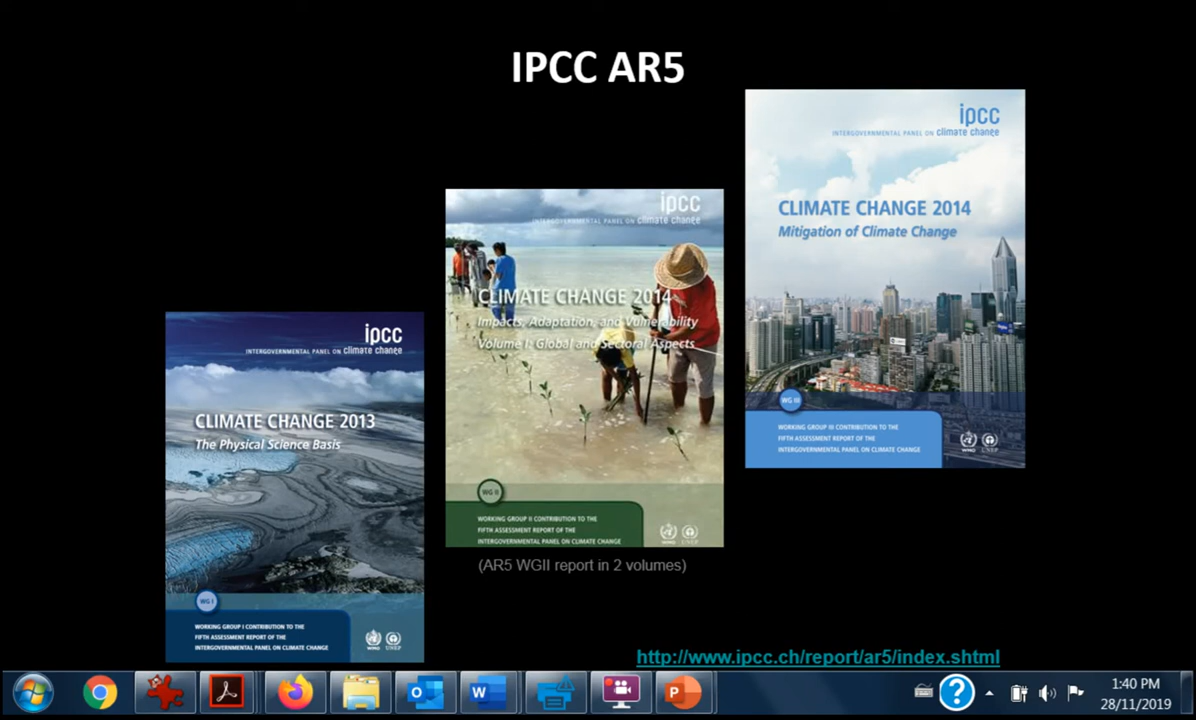 IPCC AR5
ipcc
INTERGOVERNMENTAL PANEL ON climate change
CLIMATE CHANGE 2013
The Physical Science Basis
WG I
WORKING GROUP I CONTRIBUTION TO THE
FIFTH ASSESSMENT REPORT OF THE
INTERGOVERNMENTAL PANEL ON CLIMATE CHANGE
WMO
UNEP
ipcc
INTERGOVERNMENTAL PANEL ON climate change
CLIMATE CHANGE 2014
Impacts, Adaptation, and Vulnerability
Volume I: Global and Sectoral Aspects
WG II
WORKING GROUP II CONTRIBUTION TO THE
FIFTH ASSESSMENT REPORT OF THE
INTERGOVERNMENTAL PANEL ON CLIMATE CHANGE
WMO
UNEP
(AR5 WGII report in 2 volumes)
ipcc
INTERGOVERNMENTAL PANEL ON climate change
CLIMATE CHANGE 2014
Mitigation of Climate Change
WG III
WORKING GROUP III CONTRIBUTION TO THE
FIFTH ASSESSMENT REPORT OF THE
INTERGOVERNMENTAL PANEL ON CLIMATE CHANGE
WMO
UNEP
http://www.ipcc.ch/report/ar5/index.shtml
1:40 PM
28/11/2019